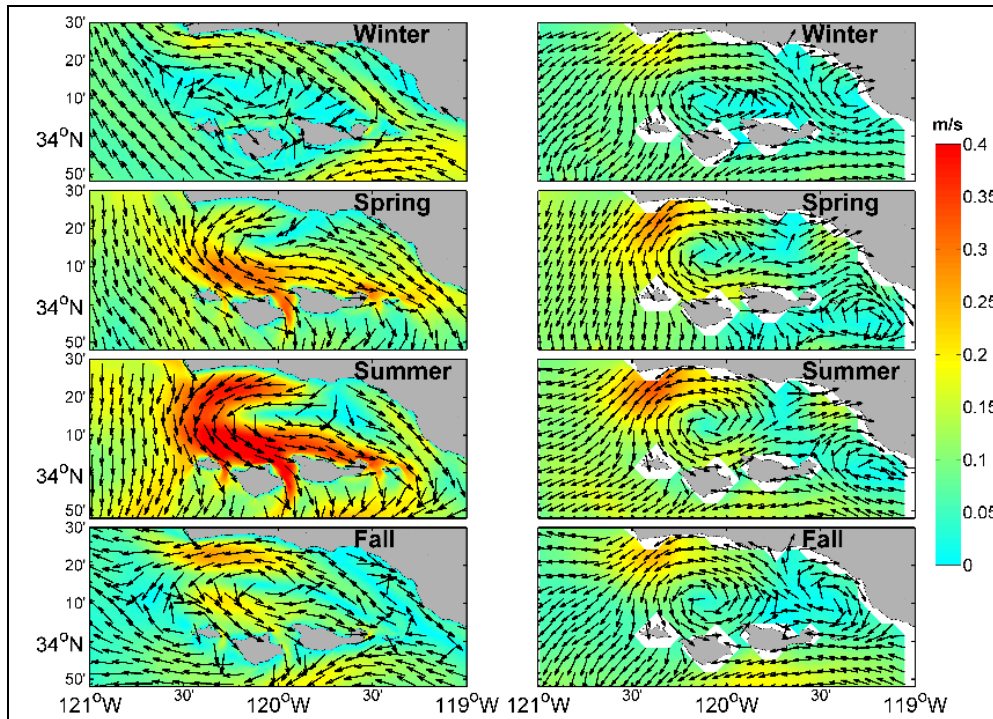 30' Winter Winter
20'
10'
34°N
50'
m/s
0.4
30' Spring Spring
20'
10'
34°N
50'
0.35
0.3
0.25
0.2
30' Summer Summer
20'
10'
34°N
50'
0.15
0.1
0.05
0
30' Fall Fall
20'
10'
34°N
50'
121°W 30' 120°W 30' 119°W 121°W 30' 120°W 30' 119°W